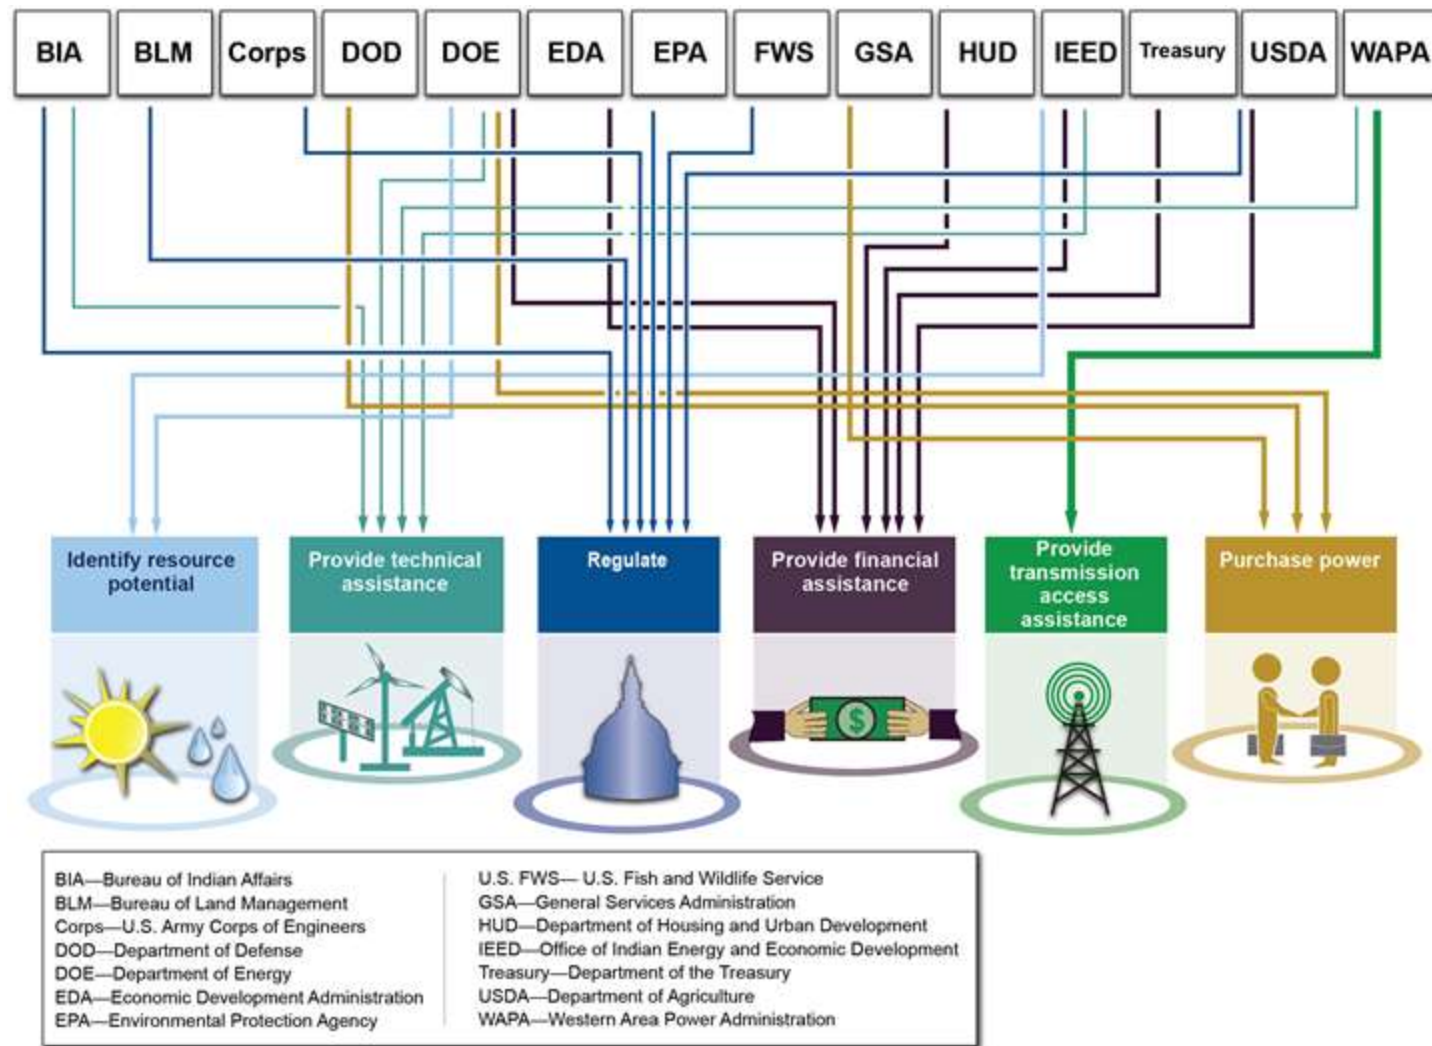 BIA BLM Corps DOD DOE EDA EPA FWS GSA HUD IEED Treasury USDA WAPA
Identify resource
potential
Provide technical
assistance
Regulate
Provide financial
assistance
Provide
transmission
access
assistance
Purchase power
$
BIA—Bureau of Indian Affairs
BLM—Bureau of Land Management
Corps—U.S. Army Corps of Engineers
DOD—Department of Defense
DOE—Department of Energy
EDA—Economic Development Administration
EPA—Environmental Protection Agency
U.S. FWS— U.S. Fish and Wildlife Service
GSA—General Services Administration
HUD—Department of Housing and Urban Development
IEED—Office of Indian Energy and Economic Development
Treasury—Department of the Treasury
USDA—Department of Agriculture
WAPA—Western Area Power Administration